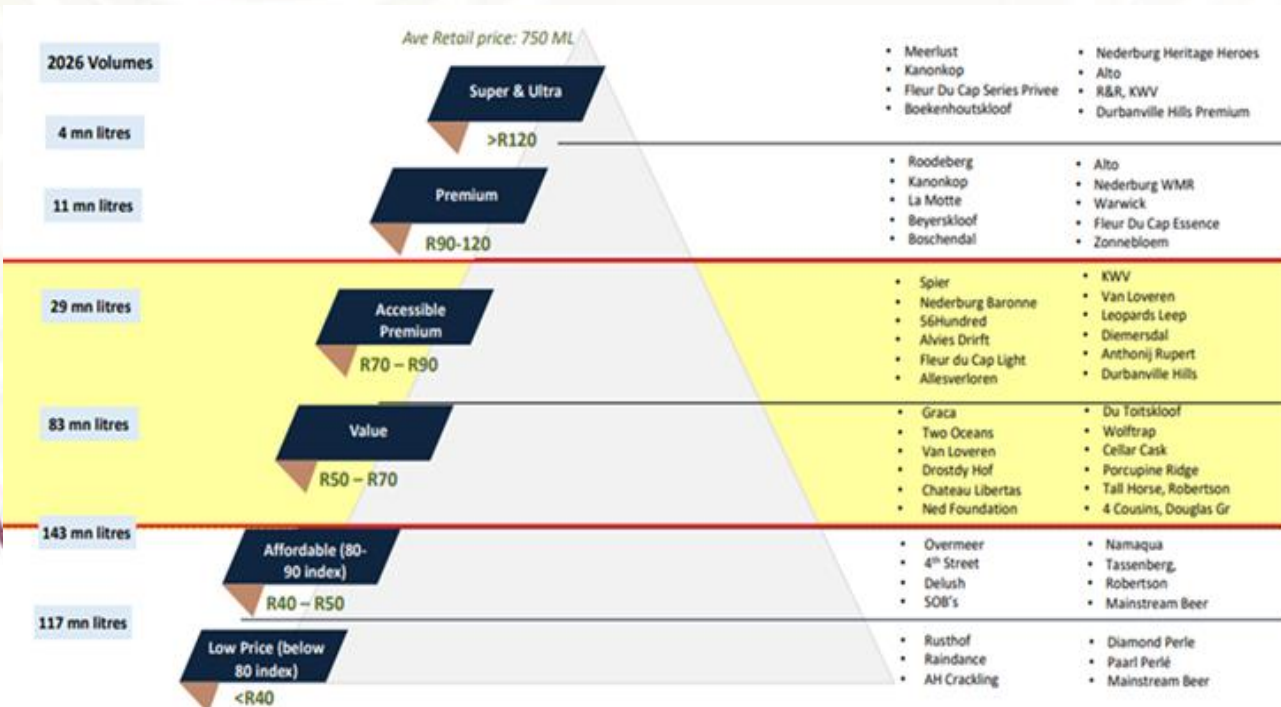 Ave Retail price: 750 ML
2026 Volumes
Super & Ultra
>R120
• Meerlust
• Kanonkop
• Fleur Du Cap Series Privee
• Boekenhoutskloof
• Nederburg Heritage Heroes
• Alto
• R&R, KWV
• Durbanville Hills Premium
4 mn litres
11 mn litres
Premium
R90-120
• Roodeberg
• Kanonkop
• La Motte
• Beyerskloof
• Boschendal
• Alto
• Nederburg WMR
• Warwick
• Fleur Du Cap Essence
• Zonnebloem
29 mn litres
Accessible
Premium
R70 – R90
• Spier
• Nederburg Baronne
• 56Hundred
• Alvies Drirft
• Fleur du Cap Light
• Allesverloren
• KWV
• Van Loveren
• Leopards Leep
• Diemersdal
• Anthonij Rupert
• Durbanville Hills
83 mn litres
Value
R50 – R70
• Graca
• Two Oceans
• Van Loveren
• Drostdy Hof
• Chateau Libertas
• Ned Foundation
• Du Toitskloof
• Wolftrap
• Cellar Cask
• Porcupine Ridge
• Tall Horse, Robertson
• 4 Cousins, Douglas Gr
143 mn litres
Affordable (80-
90 index)
R40 – R50
• Overmeer
• 4th Street
• Delush
• SOB's
• Namaqua
• Tassenberg,
• Robertson
• Mainstream Beer
117 mn litres
Low Price (below
80 index)
<R40
• Rusthof
• Raindance
• AH Crackling
• Diamond Perle
• Paarl Perlé
• Mainstream Beer